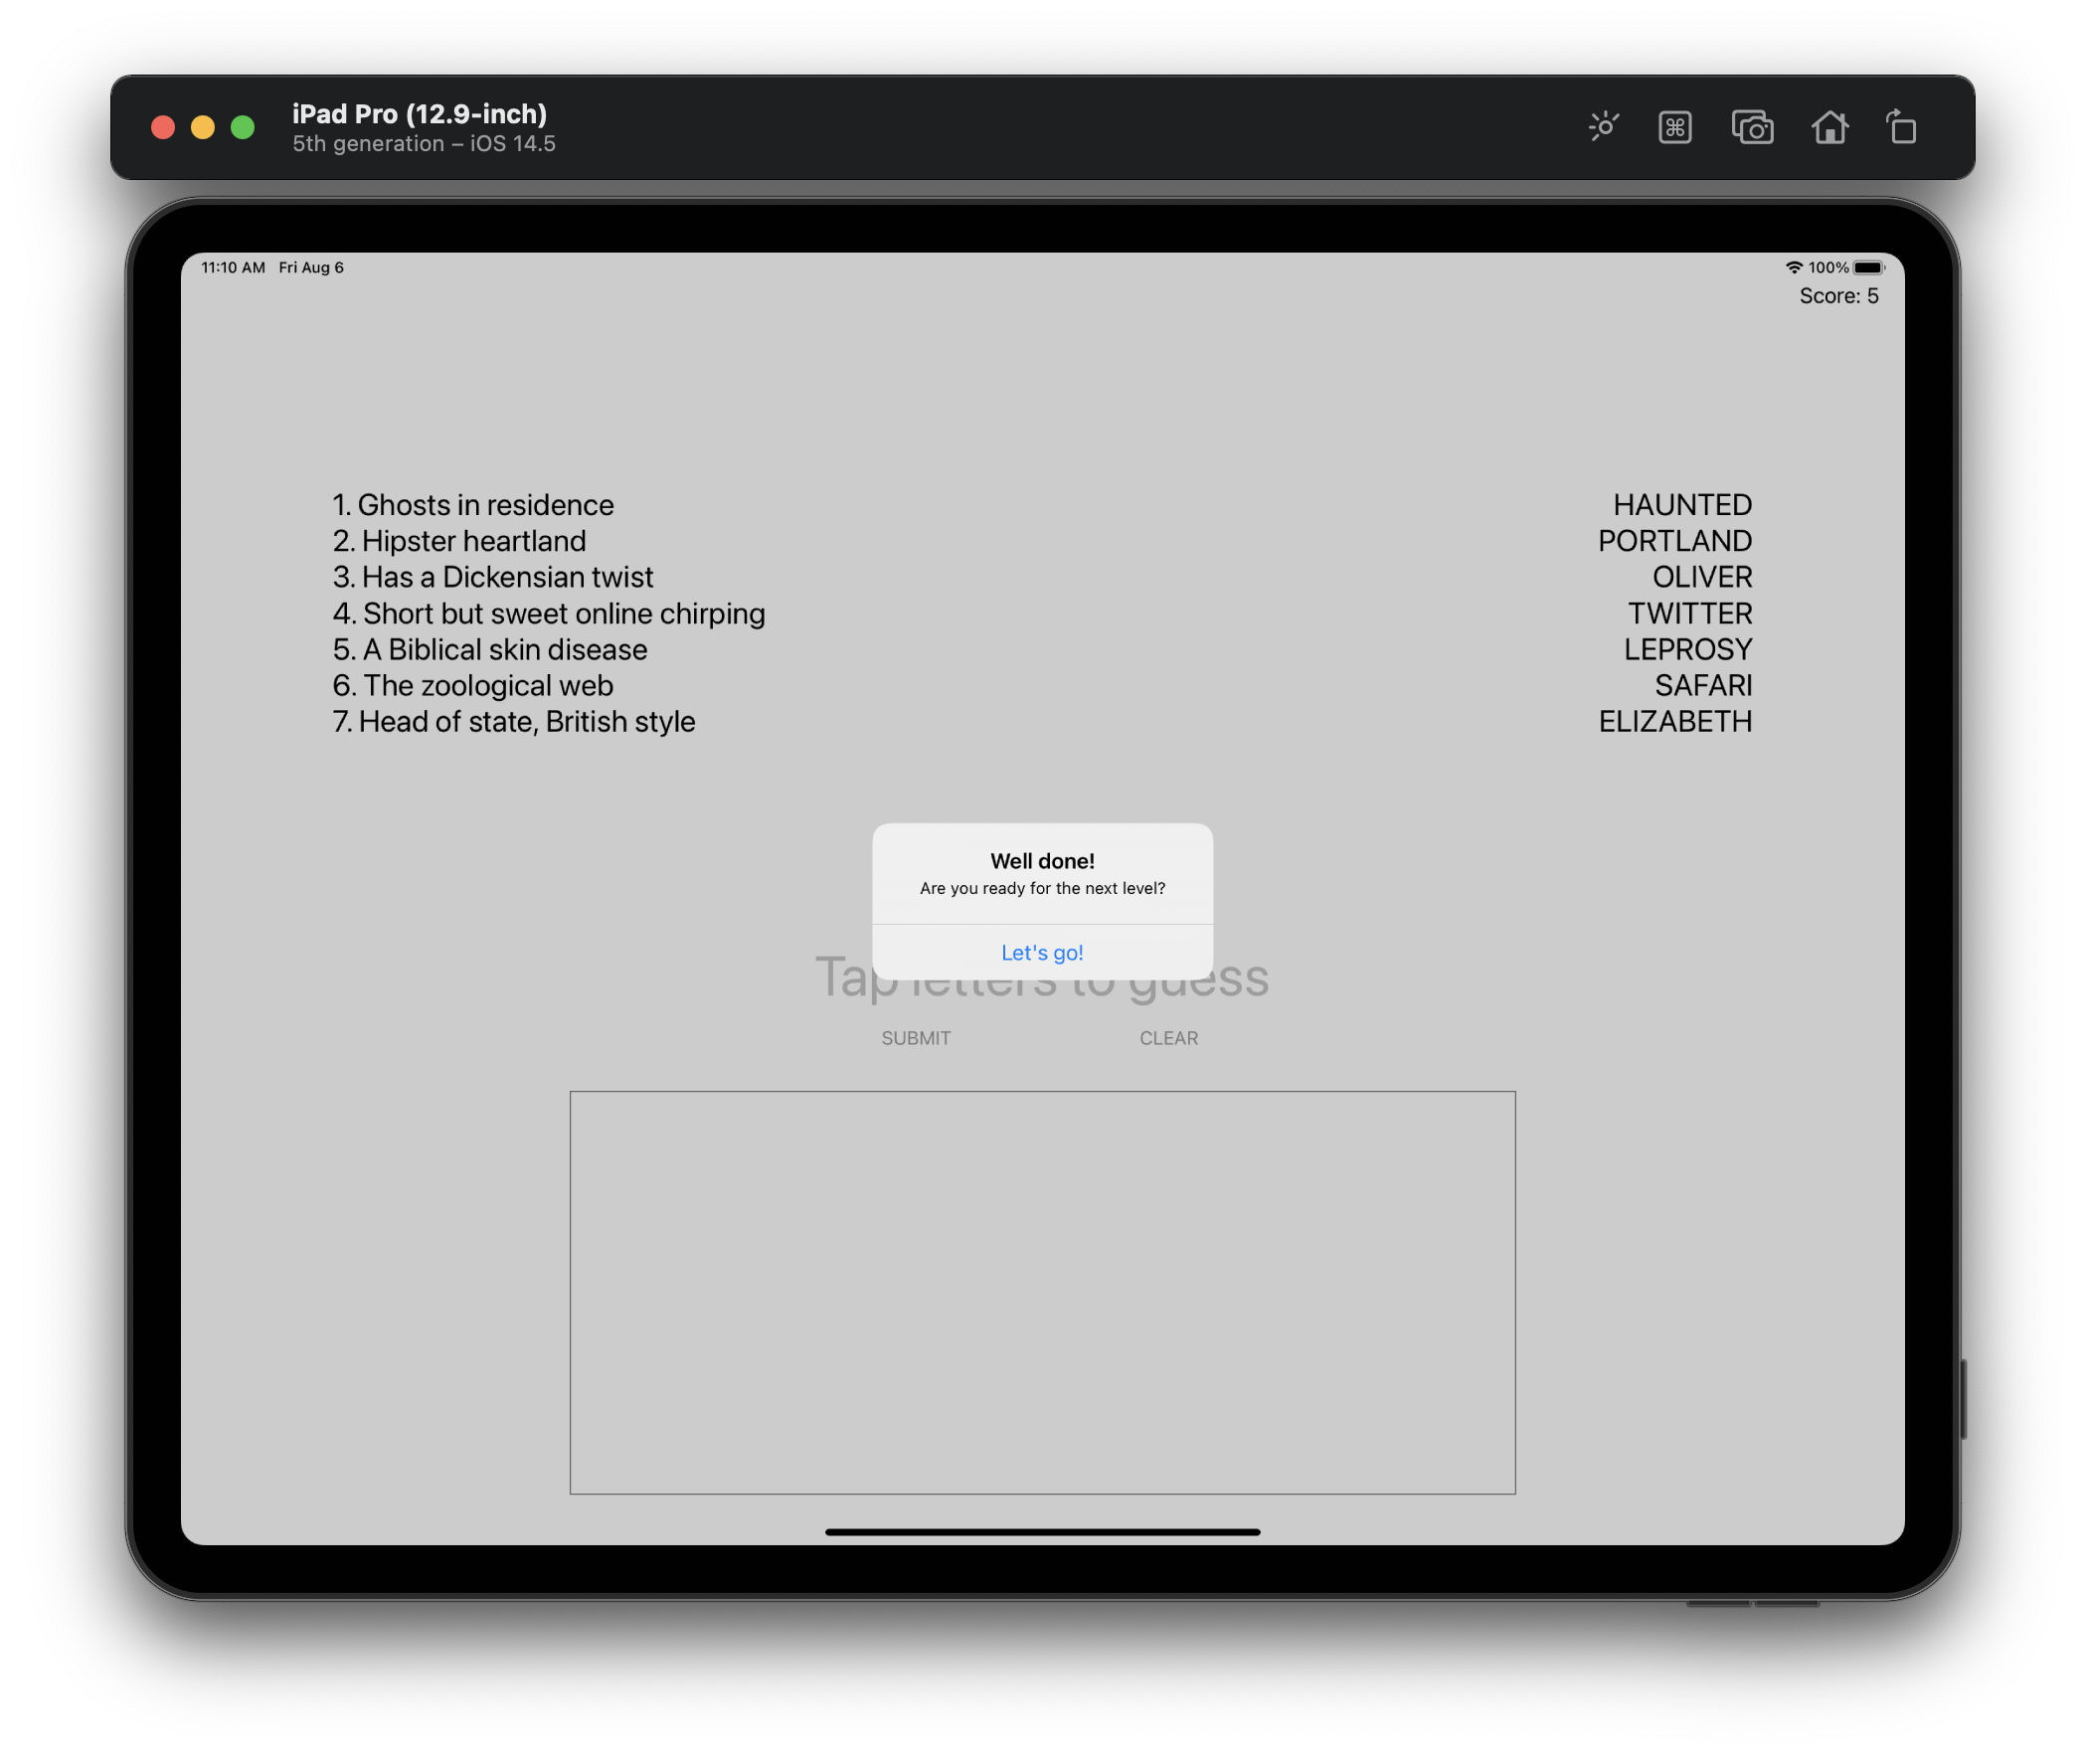 iPad Pro (12.9-inch)
5th generation – iOS 14.5
11:10 AM Fri Aug 6
100%
Score: 5
1. Ghosts in residence HAUNTED
2. Hipster heartland PORTLAND
3. Has a Dickensian twist OLIVER
4. Short but sweet online chirping TWITTER
5. A Biblical skin disease LEPROSY
6. The zoological web SAFARI
7. Head of state, British style ELIZABETH
Well done!
Are you ready for the next level?
Let's go!
Tap letters to guess
SUBMIT CLEAR